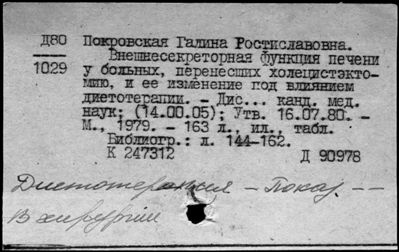 Д80 Покровская Галина Ростиславовна.
Внешнесекреторная функция печени
1029 у больных, перенесших холецистэкто-
мию, и ее изменение под влиянием
диетотерапии. - Дис... канд. мед.
наук: (14.00.05); Утв. 16.07.80. -
М., 1979. - 163 л., ил., табл.
Библиогр.: л. 144-162.
К 247312 Д 90978
Диетотерапия - Показ. --
В хирургии